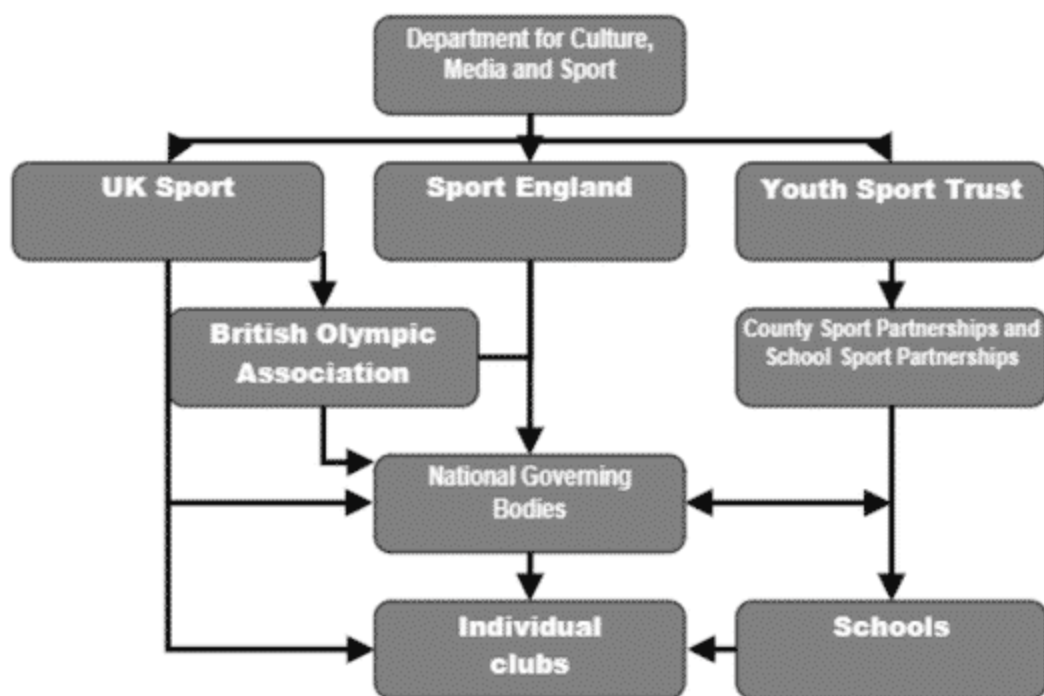 Department for Culture,
Media and Sport
UK Sport
Sport England
Youth Sport Trust
British Olympic
Association
County Sport Partnerships and
School Sport Partnerships
National Governing
Bodies
Individual
clubs
Schools